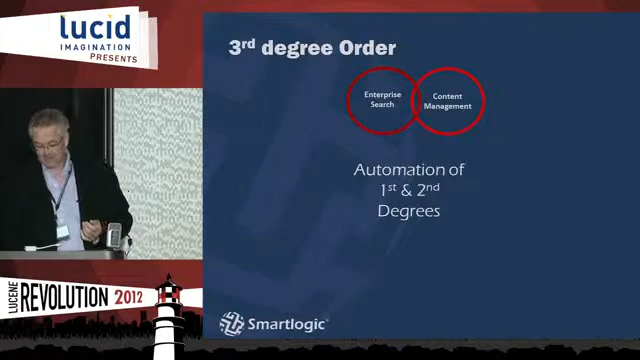 lucid
IMAGINATION
PRESENTS
3rd degree Order
Enterprise
Search
Content
Management
Automation of
1st & 2nd
Degrees
LUCENE
REVOLUTION 2012
Smartlogic